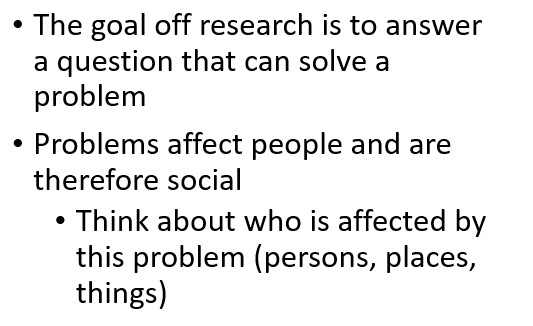 • The goal off research is to answer
a question that can solve a
problem
• Problems affect people and are
therefore social
• Think about who is affected by
this problem (persons, places,
things)